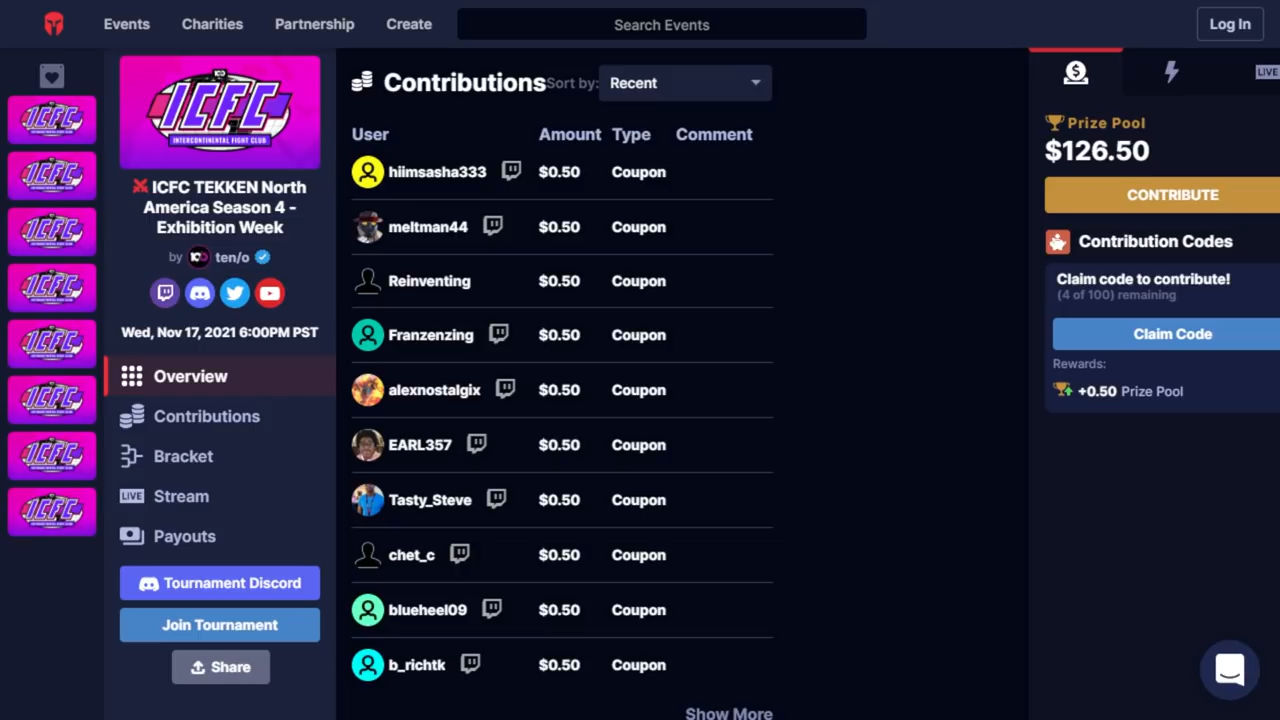 Events Charities Partnership Create Search Events Log In
ICFC
INTERCONTINENTAL FIGHT CLUB
ICFC TEKKEN North
America Season 4 -
Exhibition Week
by ten/o
Wed, Nov 17, 2021 6:00PM PST
Overview
Contributions
Bracket
LIVE Stream
Payouts
Tournament Discord
Join Tournament
Share
Contributions Sort by: Recent
User Amount Type Comment
hiimsasha333 $0.50 Coupon
meltman44 $0.50 Coupon
Reinventing $0.50 Coupon
Franzenzing $0.50 Coupon
alexnostalgix $0.50 Coupon
EARL357 $0.50 Coupon
Tasty_Steve $0.50 Coupon
chet_c $0.50 Coupon
blueheel09 $0.50 Coupon
b_richtk $0.50 Coupon
Show More
LIVE
Prize Pool
$126.50
CONTRIBUTE
Contribution Codes
Claim code to contribute!
(4 of 100) remaining
Claim Code
Rewards:
+0.50 Prize Pool